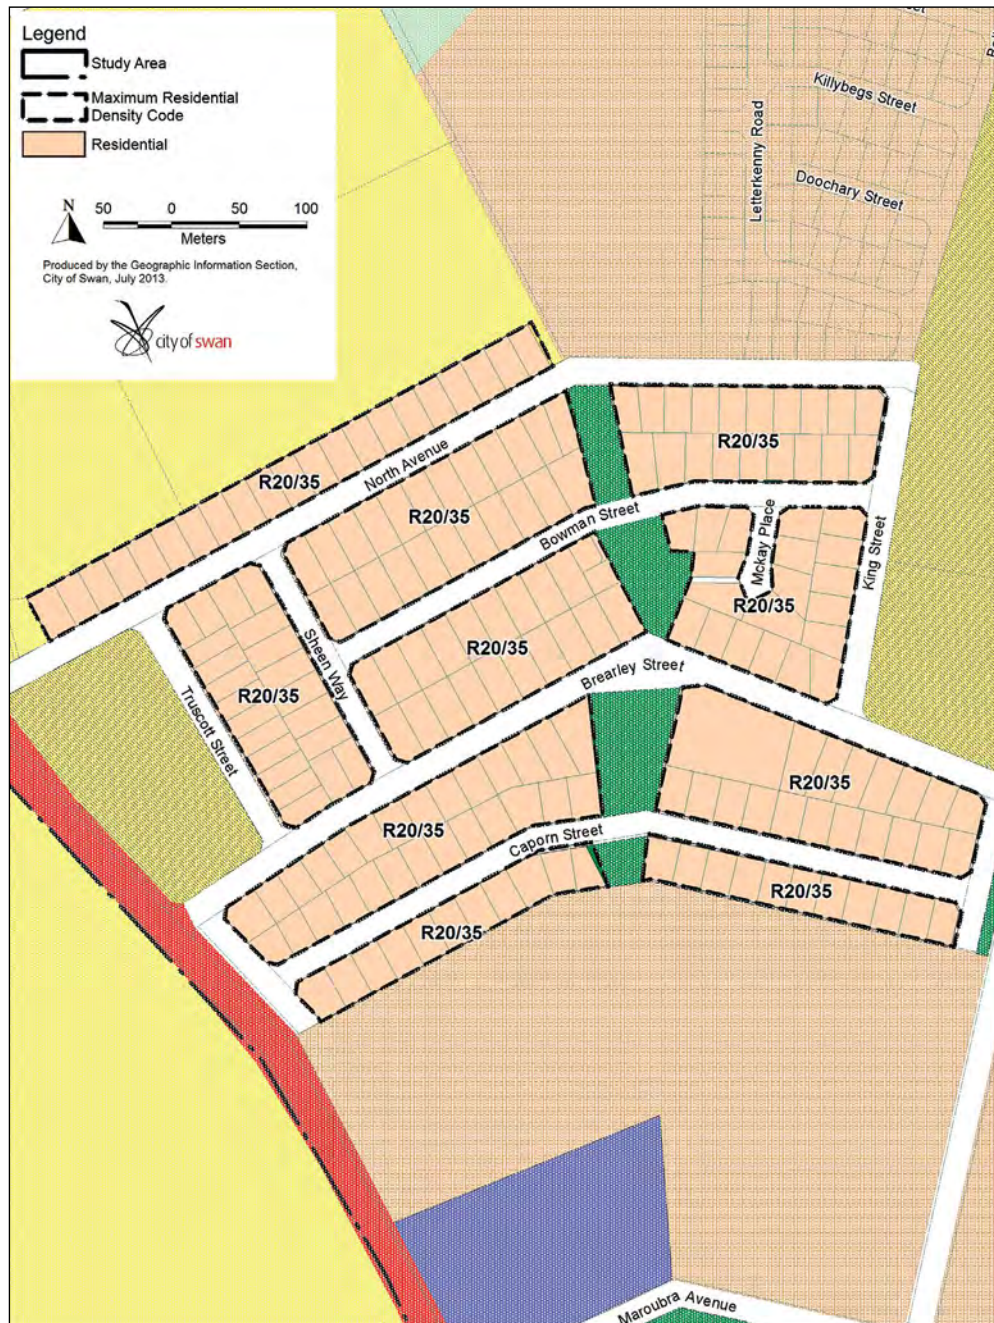 Legend
Study Area
Maximum Residential
Density Code
Residential
N
50 0 50 100
Meters
Produced by the Geographic Information Section,
City of Swan, July 2013.
city of swan
Killybegs Street
Letterkenny Road
Doochary Street
R20/35
North Avenue
R20/35
R20/35
Bowman Street
Mckay Place
King Street
R20/35
Sheen Way
R20/35
R20/35
Truscott Street
Brearley Street
R20/35
R20/35
Caporn Street
R20/35
R20/35
Maroubra Avenue